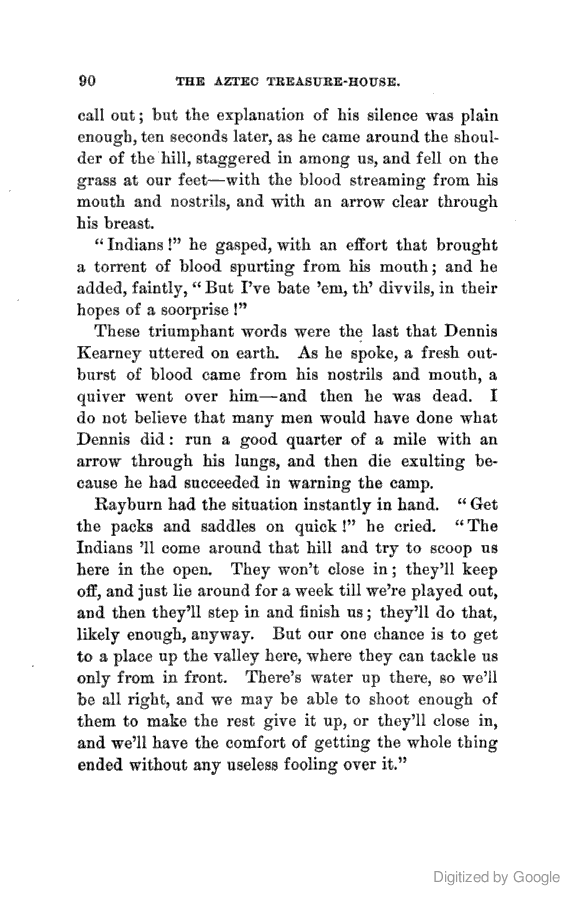 90 THE AZTEC TREASURE-HOUSE.
call out; but the explanation of his silence was plain
enough, ten seconds later, as he came around the shoul-
der of the hill, staggered in among us, and fell on the
grass at our feet—with the blood streaming from his
mouth and nostrils, and with an arrow clear through
his breast.
"Indians!" he gasped, with an effort that brought
a torrent of blood spurting from his mouth; and he
added, faintly, "But I've bate 'em, th' divvils, in their
hopes of a soorprise!"
These triumphant words were the last that Dennis
Kearney uttered on earth. As he spoke, a fresh out-
burst of blood came from his nostrils and mouth, a
quiver went over him—and then he was dead. I
do not believe that many men would have done what
Dennis did: run a good quarter of a mile with an
arrow through his lungs, and then die exulting be-
cause he had succeeded in warning the camp.
Rayburn had the situation instantly in hand. "Get
the packs and saddles on quick!" he cried. "The
Indians 'll come around that hill and try to scoop us
here in the open. They won't close in; they'll keep
off, and just lie around for a week till we're played out,
and then they'll step in and finish us; they'll do that,
likely enough, anyway. But our one chance is to get
to a place up the valley here, where they can tackle us
only from in front. There's water up there, so we'll
be all right, and we may be able to shoot enough of
them to make the rest give it up, or they'll close in,
and we'll have the comfort of getting the whole thing
ended without any useless fooling over it."
Digitized by Google